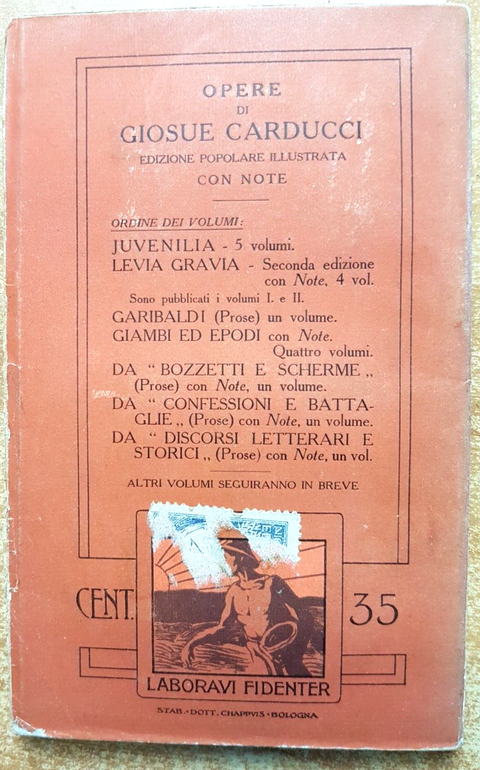 OPERE
DI
GIOSUE CARDUCCI
EDIZIONE POPOLARE ILLUSTRATA
CON NOTE
ORDINE DEI VOLUMI:
JUVENILIA - 5 volumi.
LEVIA GRAVIA - Seconda edizione
con Note, 4 vol.
Sono pubblicati i volumi I. e II.
GARIBALDI (Prose) un volume.
GIAMBI ED EPODI con Note.
Quattro volumi.
DA “ BOZZETTI E SCHERME „
(Prose) con Note, un volume.
DA “ CONFESSIONI E BATTA-
GLIE „ (Prose) con Note, un volume.
DA “ DISCORSI LETTERARI E
STORICI „ (Prose) con Note, un vol.
ALTRI VOLUMI SEGUIRANNO IN BREVE
CENT. 35
LABORAVI FIDENTER
STAB. • DOTT. CHAPPVIS • BOLOGNA